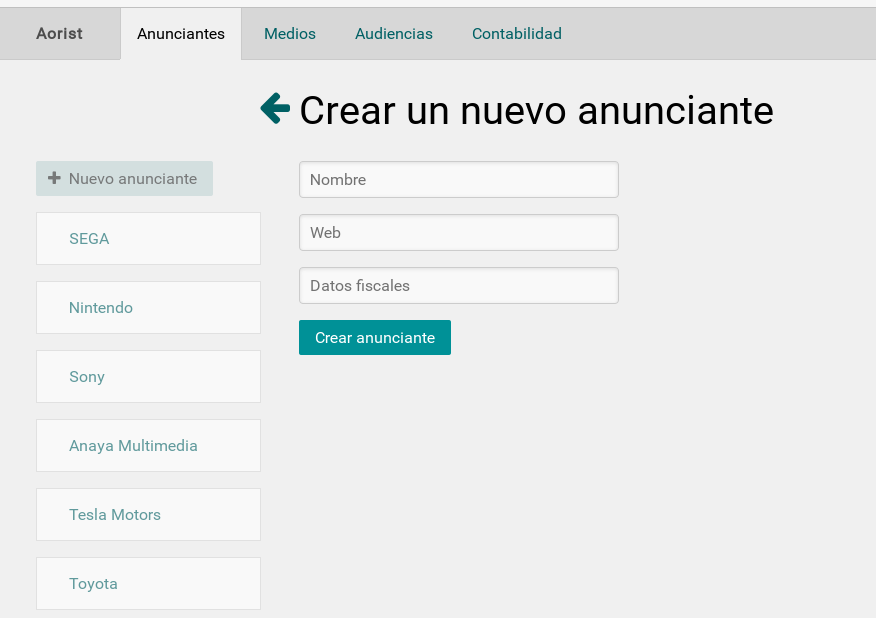 Aorist
Anunciantes
Medios
Audiencias
Contabilidad
Crear un nuevo anunciante
Nuevo anunciante
SEGA
Nintendo
Sony
Anaya Multimedia
Tesla Motors
Toyota
Nombre
Web
Datos fiscales
Crear anunciante